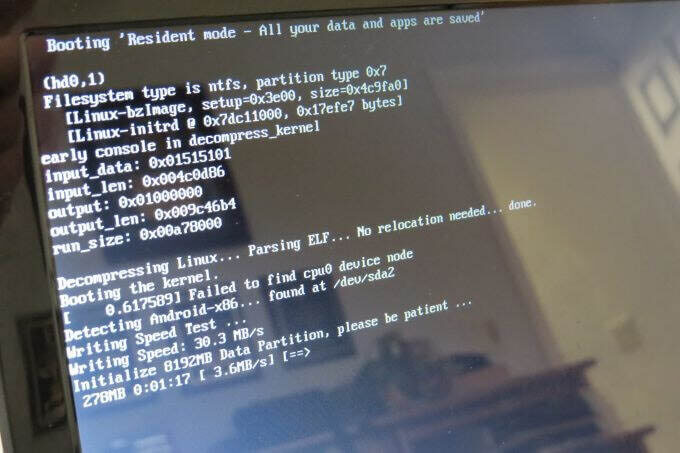 Booting 'Resident mode - All your data and apps are saved'
(hd0,1)
Filesystem type is ntfs, partition type 0x7
[Linux-bzImage, setup=0x3e00, size=0x4c9fa0]
[Linux-initrd @ 0x7dc11000, 0x17efe7 bytes]
early console in decompress_kernel
input_data: 0x01515101
input_len: 0x004c0d86
output: 0x01000000
output_len: 0x009c46b4
run_size: 0x00a78000
Decompressing Linux... Parsing ELF... No relocation needed... done.
Booting the kernel.
[ 0.617589] Failed to find cpu0 device node
Detecting Android-x86... found at /dev/sda2
Writing Speed Test ...
Writing Speed: 30.3 MB/s
Initialize 8192MB Data Partition, please be patient ...
278MB 0:01:17 [ 3.6MB/s] [==>